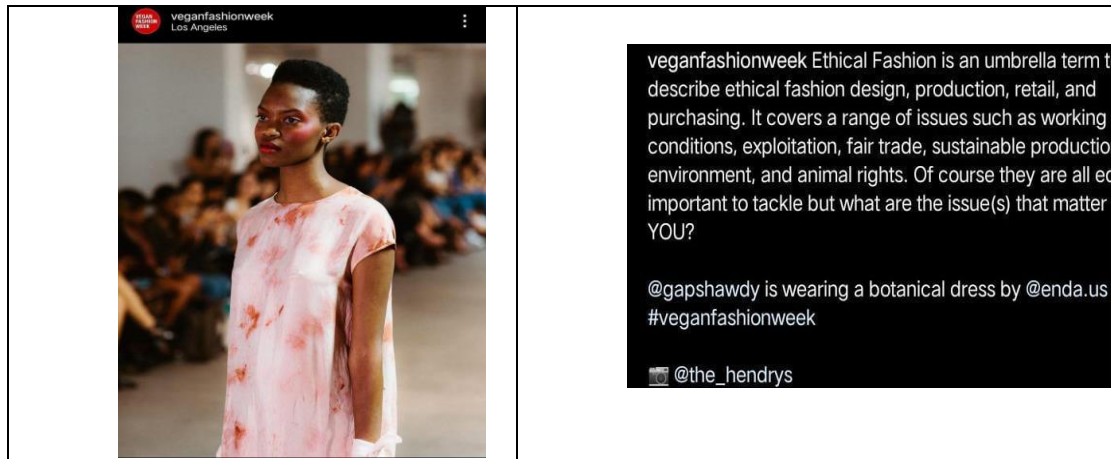 VEGAN
FASHION
WEEK
veganfashionweek
Los Angeles
veganfashionweek Ethical Fashion is an umbrella term
describe ethical fashion design, production, retail, and
purchasing. It covers a range of issues such as working
conditions, exploitation, fair trade, sustainable
environment, and animal rights. Of course they are all
important to tackle but what are the issue(s) that matter
YOU?
@gapshawdy is wearing a botanical dress by @enda.us
#veganfashionweek
@the_hendrys